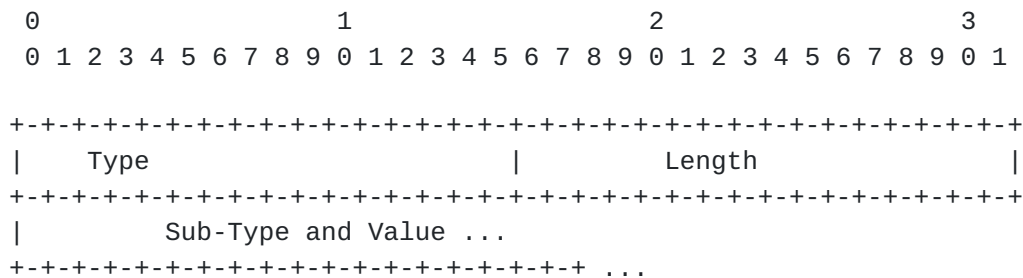 0                   1                   2                   3
 0 1 2 3 4 5 6 7 8 9 0 1 2 3 4 5 6 7 8 9 0 1 2 3 4 5 6 7 8 9 0 1
+-+-+-+-+-+-+-+-+-+-+-+-+-+-+-+-+-+-+-+-+-+-+-+-+-+-+-+-+-+-+-+-+
|    Type                       |         Length                |
+-+-+-+-+-+-+-+-+-+-+-+-+-+-+-+-+-+-+-+-+-+-+-+-+-+-+-+-+-+-+-+-+
|         Sub-Type and Value ...
+-+-+-+-+-+-+-+-+-+-+-+-+-+-+-+-+-+-+ ...